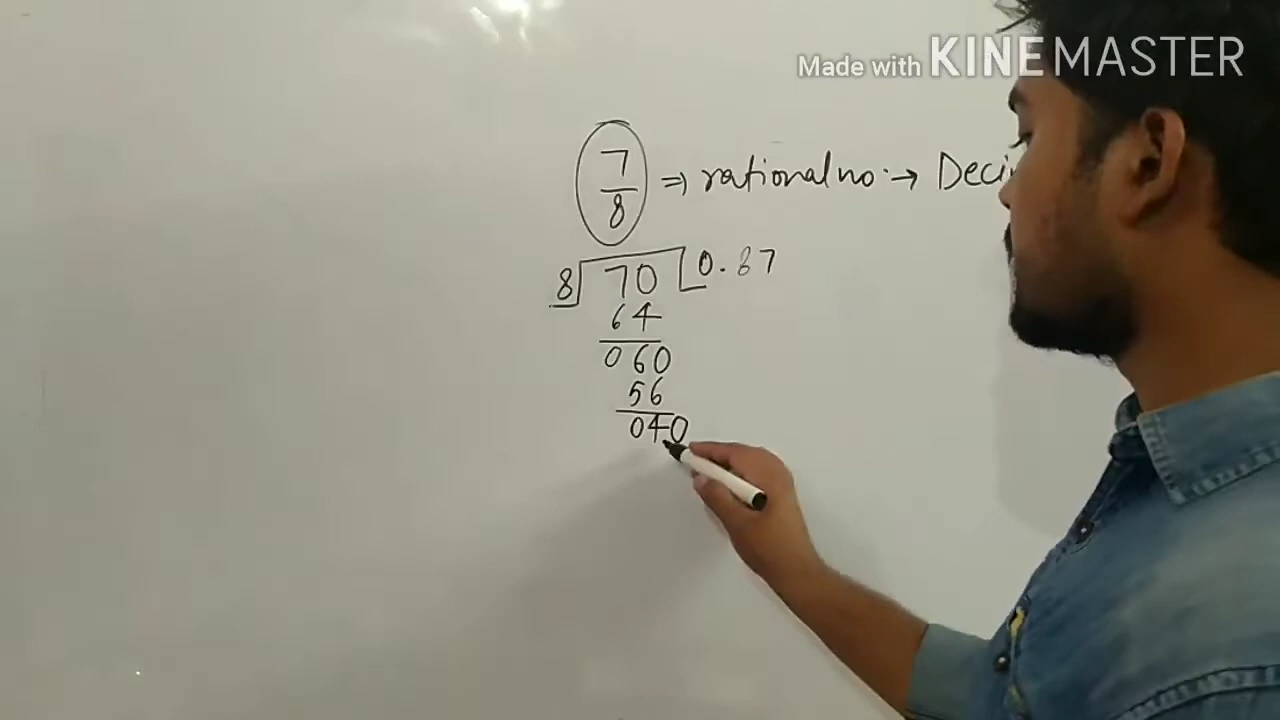 Made with KINEMASTER
7
8
⇒ rational no. → Deci
8 70 0.87
64
060
56
040